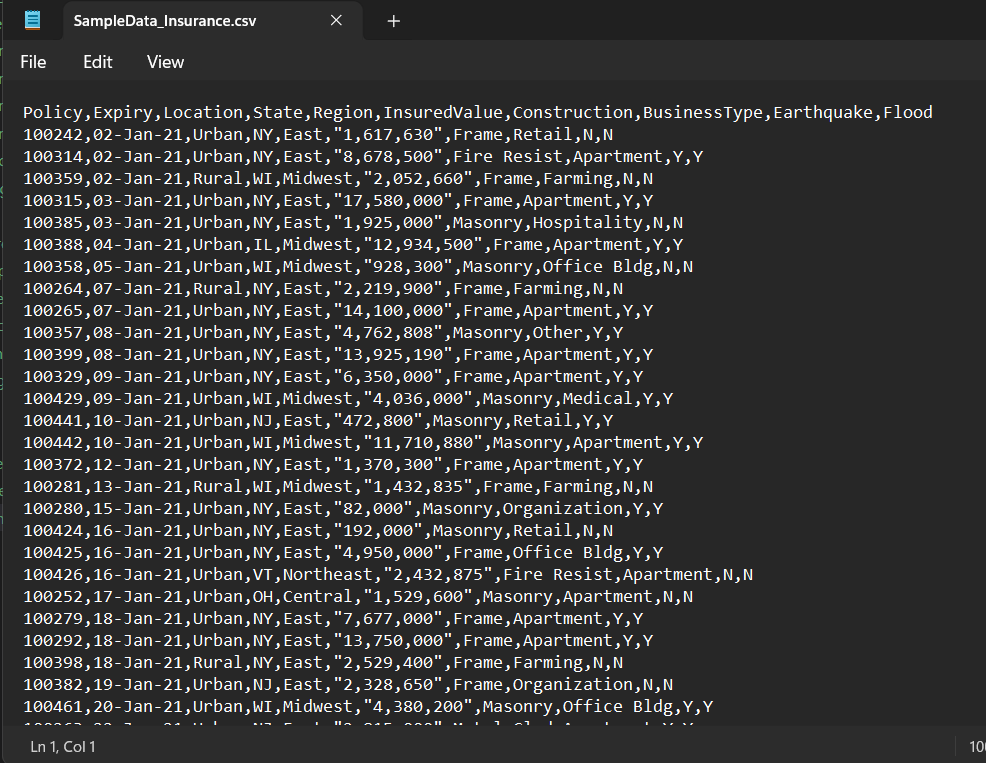 SampleData_Insurance.csv
File Edit View
Policy,Expiry,Location,State,Region,InsuredValue,Construction,BusinessType,Earthquake,Flood
100242,02-Jan-21,Urban,NY,East,"1,617,630",Frame,Retail,N,N
100314,02-Jan-21,Urban,NY,East,"8,678,500",Fire Resist,Apartment,Y,Y
100359,02-Jan-21,Rural,WI,Midwest,"2,052,660",Frame,Farming,N,N
100315,03-Jan-21,Urban,NY,East,"17,580,000",Frame,Apartment,Y,Y
100385,03-Jan-21,Urban,NY,East,"1,925,000",Masonry,Hospitality,N,N
100388,04-Jan-21,Urban,IL,Midwest,"12,934,500",Frame,Apartment,Y,Y
100358,05-Jan-21,Urban,WI,Midwest,"928,300",Masonry,Office Bldg,N,N
100264,07-Jan-21,Rural,NY,East,"2,219,900",Frame,Farming,N,N
100265,07-Jan-21,Urban,NY,East,"14,100,000",Frame,Apartment,Y,Y
100357,08-Jan-21,Urban,NY,East,"4,762,808",Masonry,Other,Y,Y
100399,08-Jan-21,Urban,NY,East,"13,925,190",Frame,Apartment,Y,Y
100329,09-Jan-21,Urban,NY,East,"6,350,000",Frame,Apartment,Y,Y
100429,09-Jan-21,Urban,WI,Midwest,"4,036,000",Masonry,Medical,Y,Y
100441,10-Jan-21,Urban,NJ,East,"472,800",Masonry,Retail,Y,Y
100442,10-Jan-21,Urban,WI,Midwest,"11,710,880",Masonry,Apartment,Y,Y
100372,12-Jan-21,Urban,NY,East,"1,370,300",Frame,Apartment,Y,Y
100281,13-Jan-21,Rural,WI,Midwest,"1,432,835",Frame,Farming,N,N
100280,15-Jan-21,Urban,NY,East,"82,000",Masonry,Organization,Y,Y
100424,16-Jan-21,Urban,NY,East,"192,000",Masonry,Retail,N,N
100425,16-Jan-21,Urban,NY,East,"4,950,000",Frame,Office Bldg,Y,Y
100426,16-Jan-21,Urban,VT,Northeast,"2,432,875",Fire Resist,Apartment,N,N
100252,17-Jan-21,Urban,OH,Central,"1,529,600",Masonry,Apartment,N,N
100279,18-Jan-21,Urban,NY,East,"7,677,000",Frame,Apartment,Y,Y
100292,18-Jan-21,Urban,NY,East,"13,750,000",Frame,Apartment,Y,Y
100398,18-Jan-21,Rural,NY,East,"2,529,400",Frame,Farming,N,N
100382,19-Jan-21,Urban,NJ,East,"2,328,650",Frame,Organization,N,N
100461,20-Jan-21,Urban,WI,Midwest,"4,380,200",Masonry,Office Bldg,Y,Y
Ln 1, Col 1